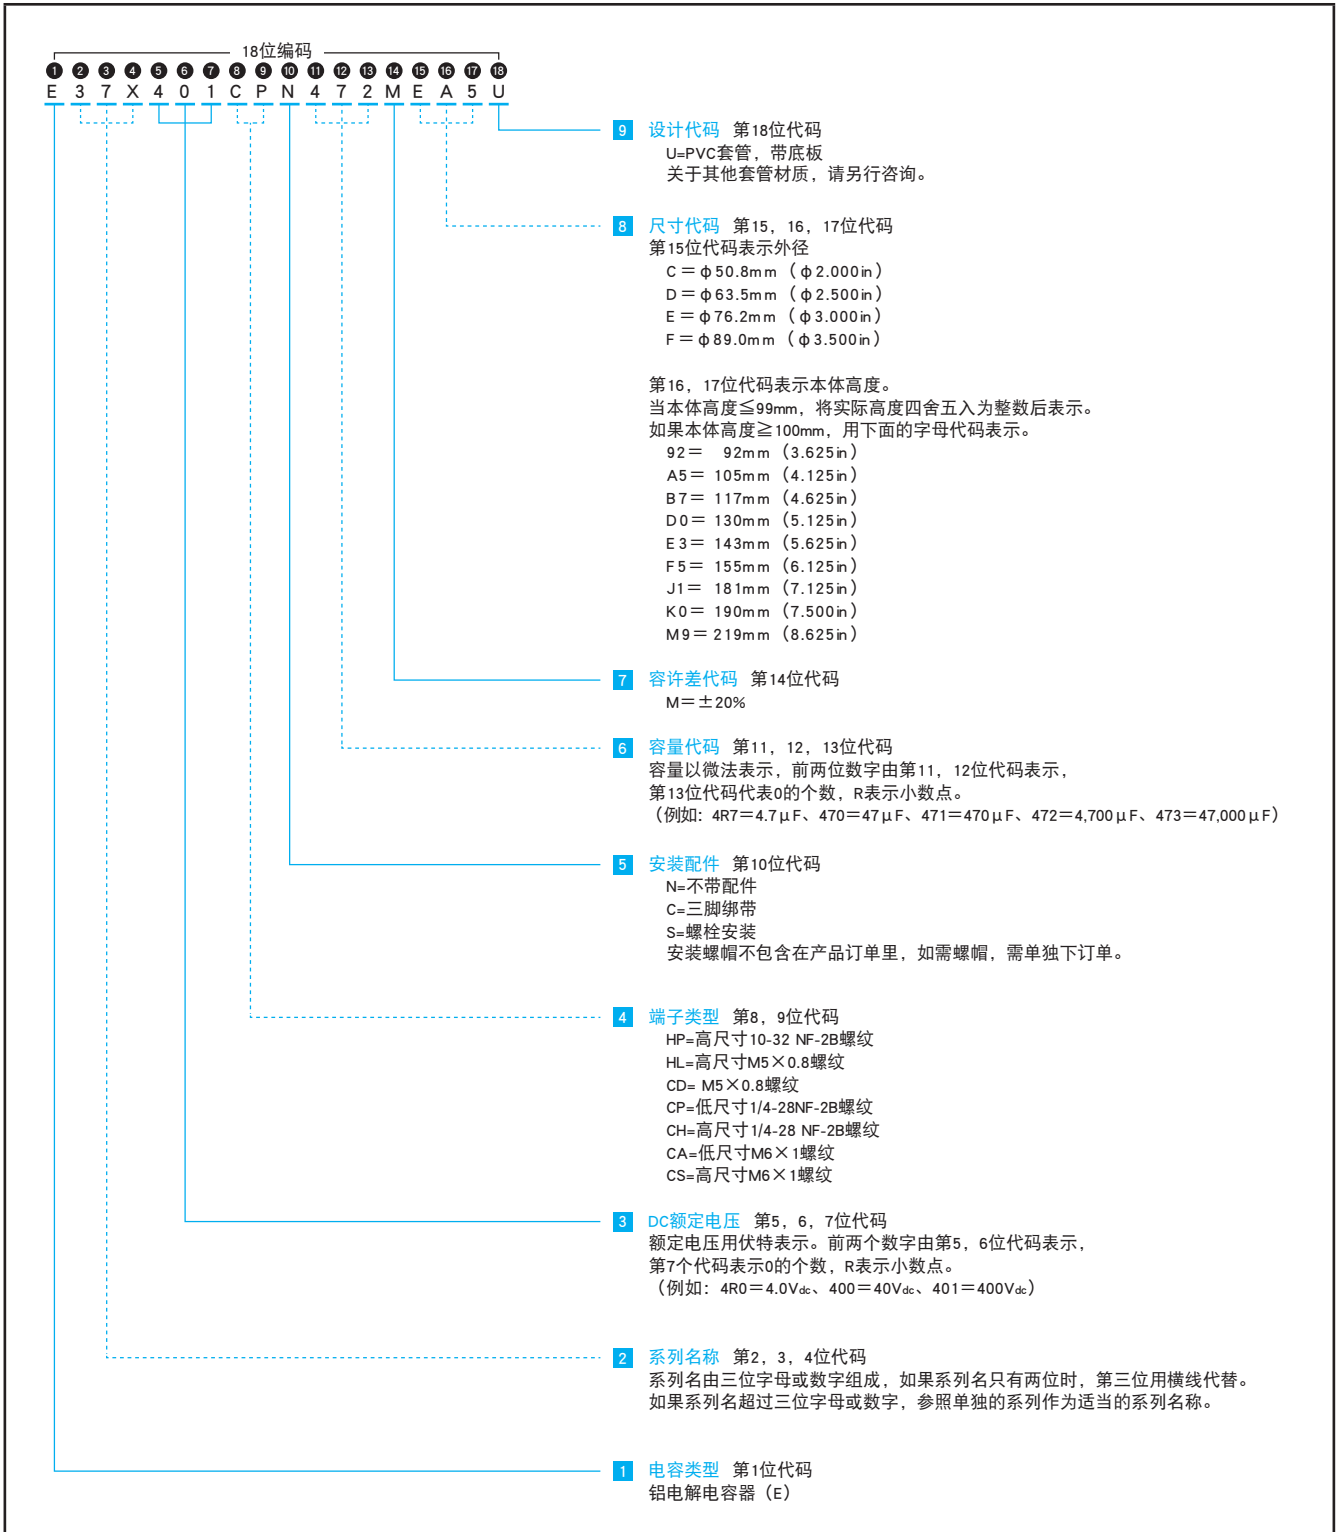 18位编码
1 2 3 4 5 6 7 8 9 10 11 12 13 14 15 16 17 18
E 3 7 X 4 0 1 C P N 4 7 2 M E A 5 U
9 设计代码 第18位代码
U=PVC套管，带底板
关于其他套管材质，请另行咨询。
8 尺寸代码 第15，16，17位代码
第15位代码表示外径
C＝φ50.8mm（φ2.000in）
D＝φ63.5mm（φ2.500in）
E＝φ76.2mm（φ3.000in）
F＝φ89.0mm（φ3.500in）
第16，17位代码表示本体高度。
当本体高度≦99mm，将实际高度四舍五入为整数后表示。
如果本体高度≧100mm，用下面的字母代码表示。
92＝ 92mm（3.625in）
A5＝105mm（4.125in）
B7＝117mm（4.625in）
D0＝130mm（5.125in）
E3＝143mm（5.625in）
F5＝155mm（6.125in）
J1＝181mm（7.125in）
K0＝190mm（7.500in）
M9＝219mm（8.625in）
7 容许差代码 第14位代码
M＝±20%
6 容量代码 第11，12，13位代码
容量以微法表示，前两位数字由第11，12位代码表示，
第13位代码代表0的个数，R表示小数点。
（例如：4R7＝4.7μF、470＝47μF、471＝470μF、472＝4,700μF、473＝47,000μF）
5 安装配件 第10位代码
N=不带配件
C=三脚绑带
S=螺栓安装
安装螺帽不包含在产品订单里，如需螺帽，需单独下订单。
4 端子类型 第8，9位代码
HP=高尺寸10-32 NF-2B螺纹
HL=高尺寸M5×0.8螺纹
CD= M5×0.8螺纹
CP=低尺寸1/4-28NF-2B螺纹
CH=高尺寸1/4-28 NF-2B螺纹
CA=低尺寸M6×1螺纹
CS=高尺寸M6×1螺纹
3 DC额定电压 第5，6，7位代码
额定电压用伏特表示。前两个数字由第5，6位代码表示，
第7个代码表示0的个数，R表示小数点。
（例如：4R0＝4.0Vdc、400＝40Vdc、401＝400Vdc）
2 系列名称 第2，3，4位代码
系列名由三位字母或数字组成，如果系列名只有两位时，第三位用横线代替。
如果系列名超过三位字母或数字，参照单独的系列作为适当的系列名称。
1 电容类型 第1位代码
铝电解电容器（E）